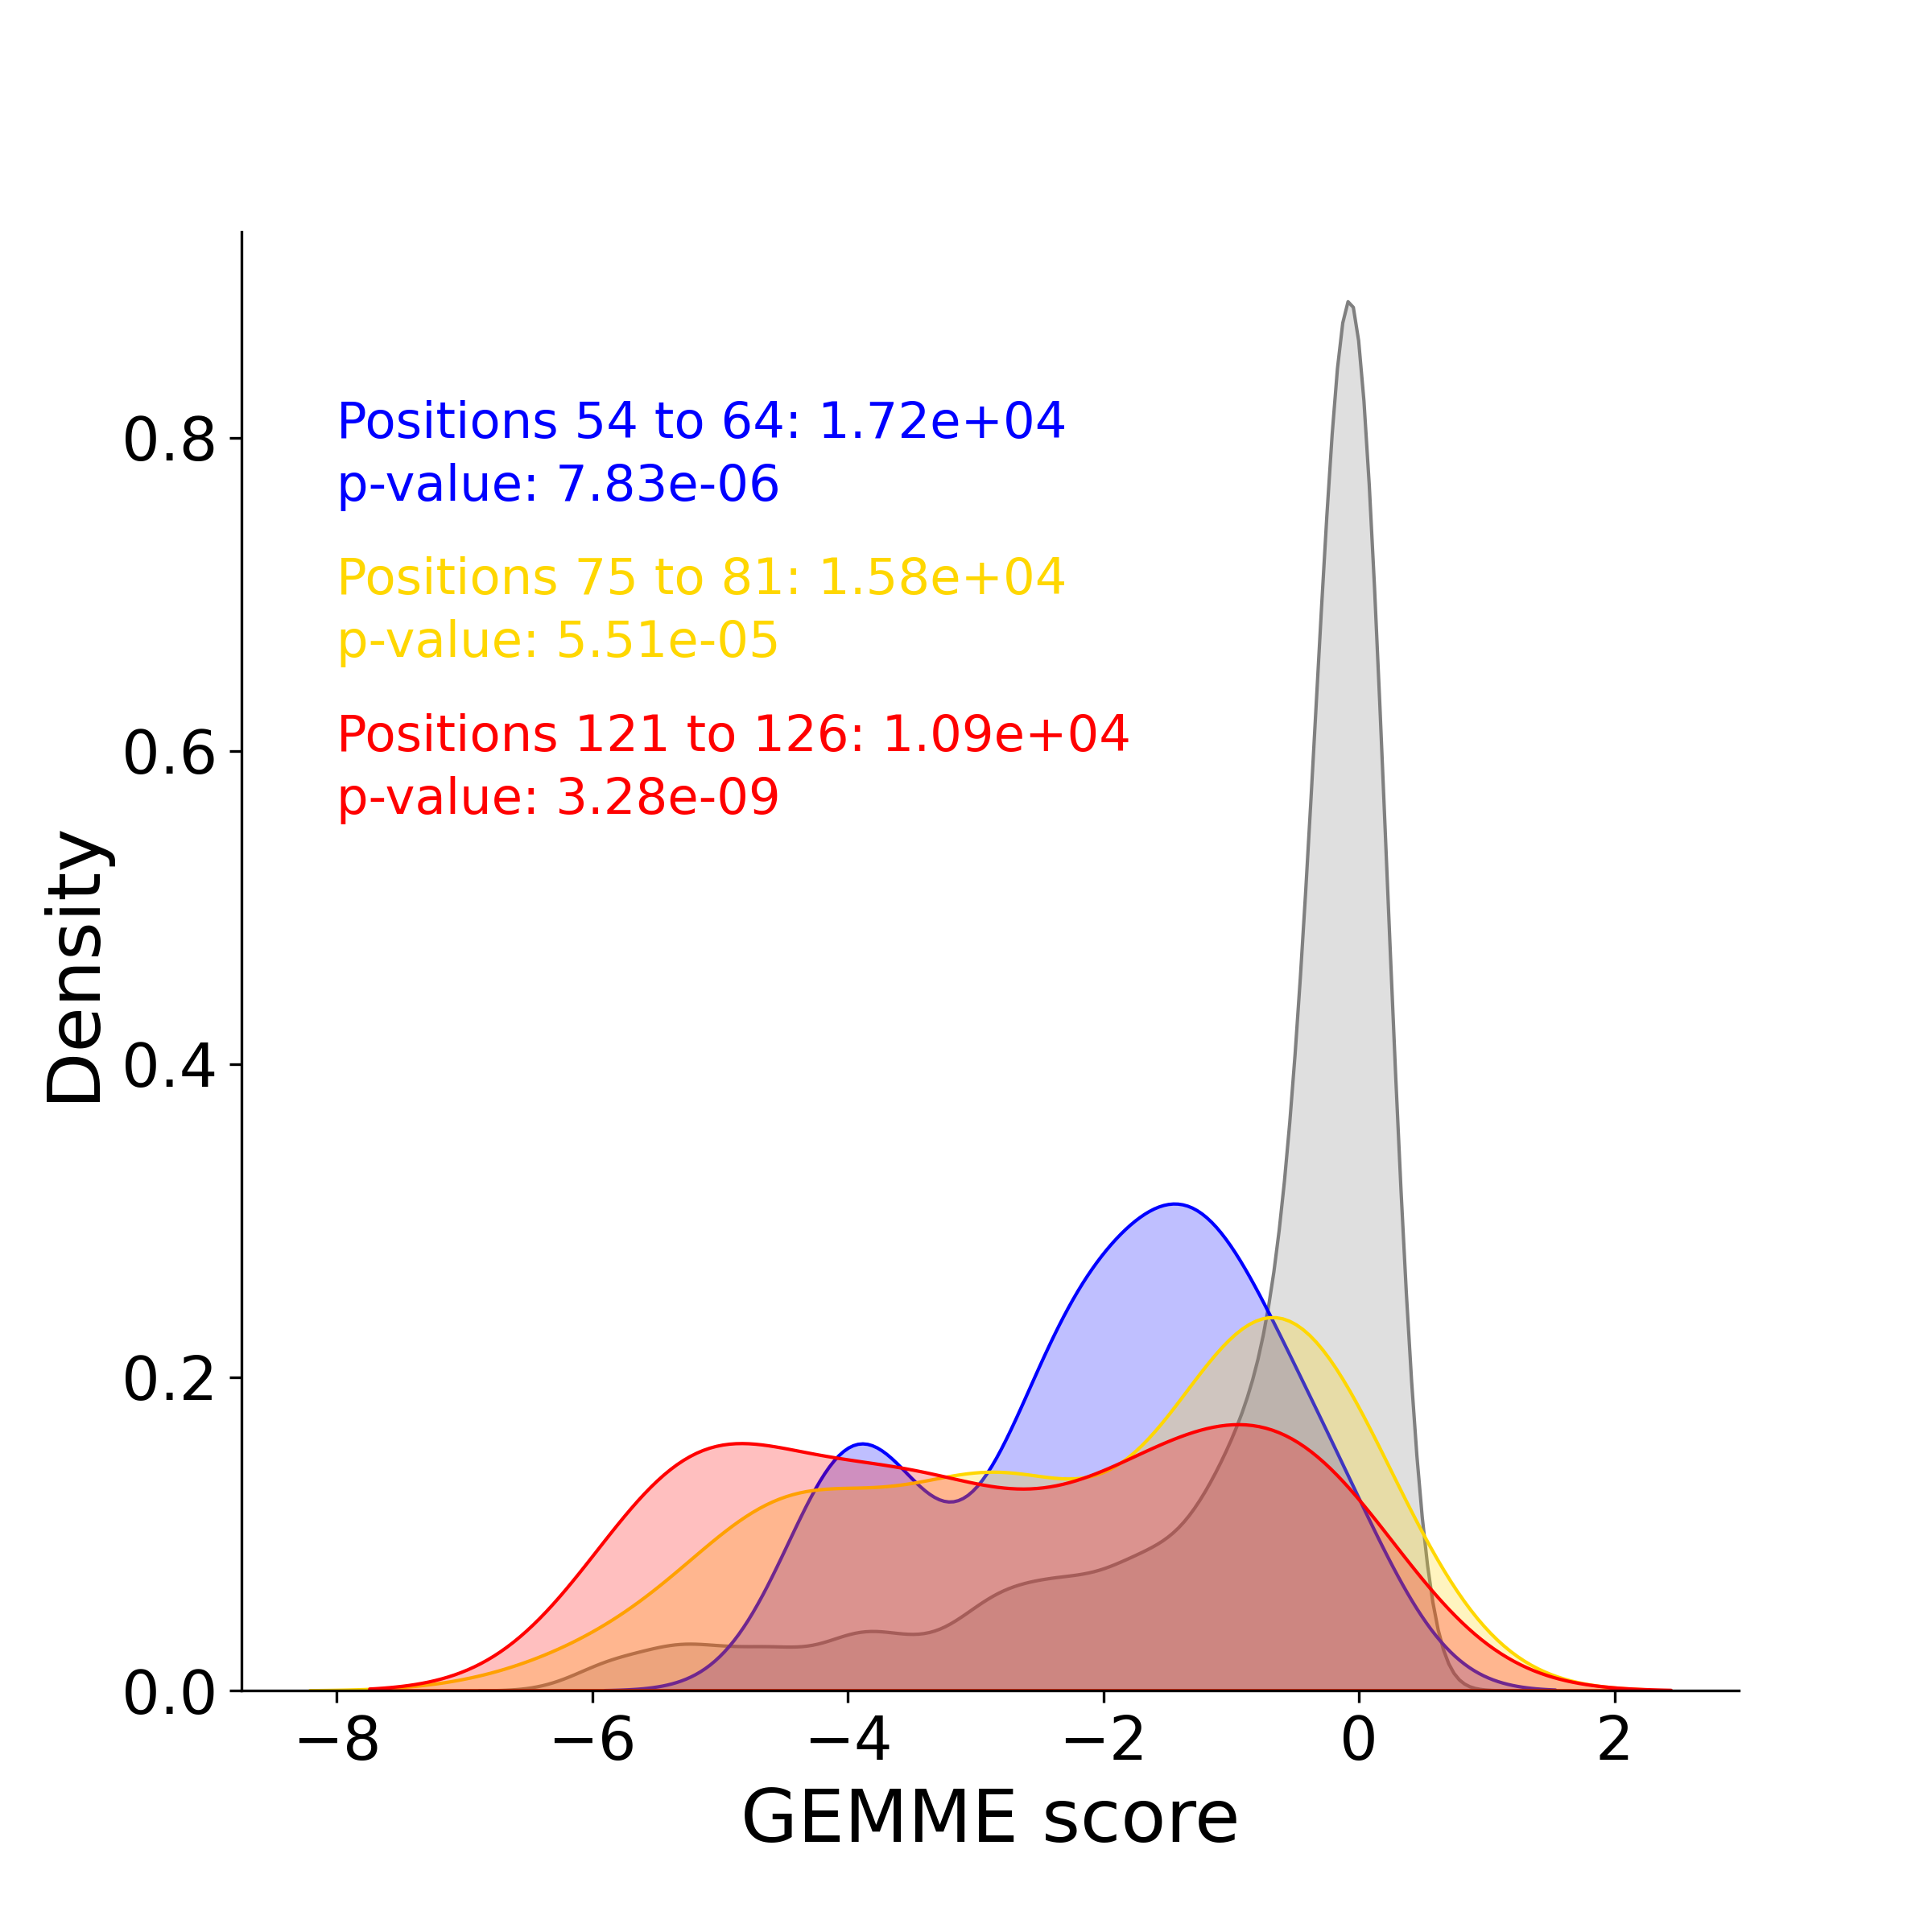 Positions 54 to 64: 1.72e+04
p-value: 7.83e-06
Positions 75 to 81: 1.58e+04
p-value: 5.51e-05
Positions 121 to 126: 1.09e+04
p-value: 3.28e-09
Density
0.8
0.6
0.4
0.2
0.0
−8 −6 −4 −2 0 2
GEMME score